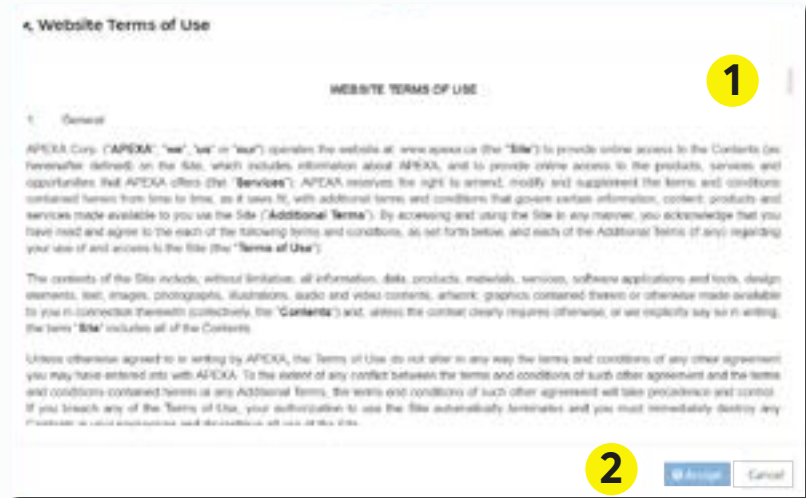 Website Terms of Use
1
WEBSITE TERMS OF USE
1. General
APEXA Corp. ("APEXA", "we", "us" or "our") operates the website at www.apexa.ca (the "Site") to provide online access to the Contents (as
hereinafter defined) on the Site, which includes information about APEXA, and to provide online access to the products, services and
opportunities that APEXA offers (the "Services"). APEXA reserves the right to amend, modify and supplement the terms and conditions
contained herein from time to time, as it sees fit, with additional terms and conditions that govern certain information, content, products and
services made available to you via the Site ("Additional Terms"). By accessing and using the Site in any manner, you acknowledge that you
have read and agree to the each of the following terms and conditions, as set forth below, and each of the Additional Terms (if any) regarding
your use of and access to the Site (the "Terms of Use").
The contents of the Site include, without limitation, all information, data, products, materials, services, software applications and tools, design
elements, text, images, photographs, illustrations, audio and video contents, artwork, graphics contained therein or otherwise made available
to you in connection therewith (collectively, the "Contents") and, unless the context clearly requires otherwise, or we explicitly say so in writing,
the term "Site" includes all of the Contents.
Unless otherwise agreed to in writing by APEXA, the Terms of Use do not alter in any way the terms and conditions of any other agreement
you may have entered into with APEXA. To the extent of any conflict between the terms and conditions of such other agreement and the terms
and conditions contained herein or any Additional Terms, the terms and conditions of such other agreement will take precedence and control.
If you breach any of the Terms of Use, your authorization to use the Site automatically terminates and you must immediately destroy any
Contents in your possession and discontinue all use of the Site.
2
Accept Cancel